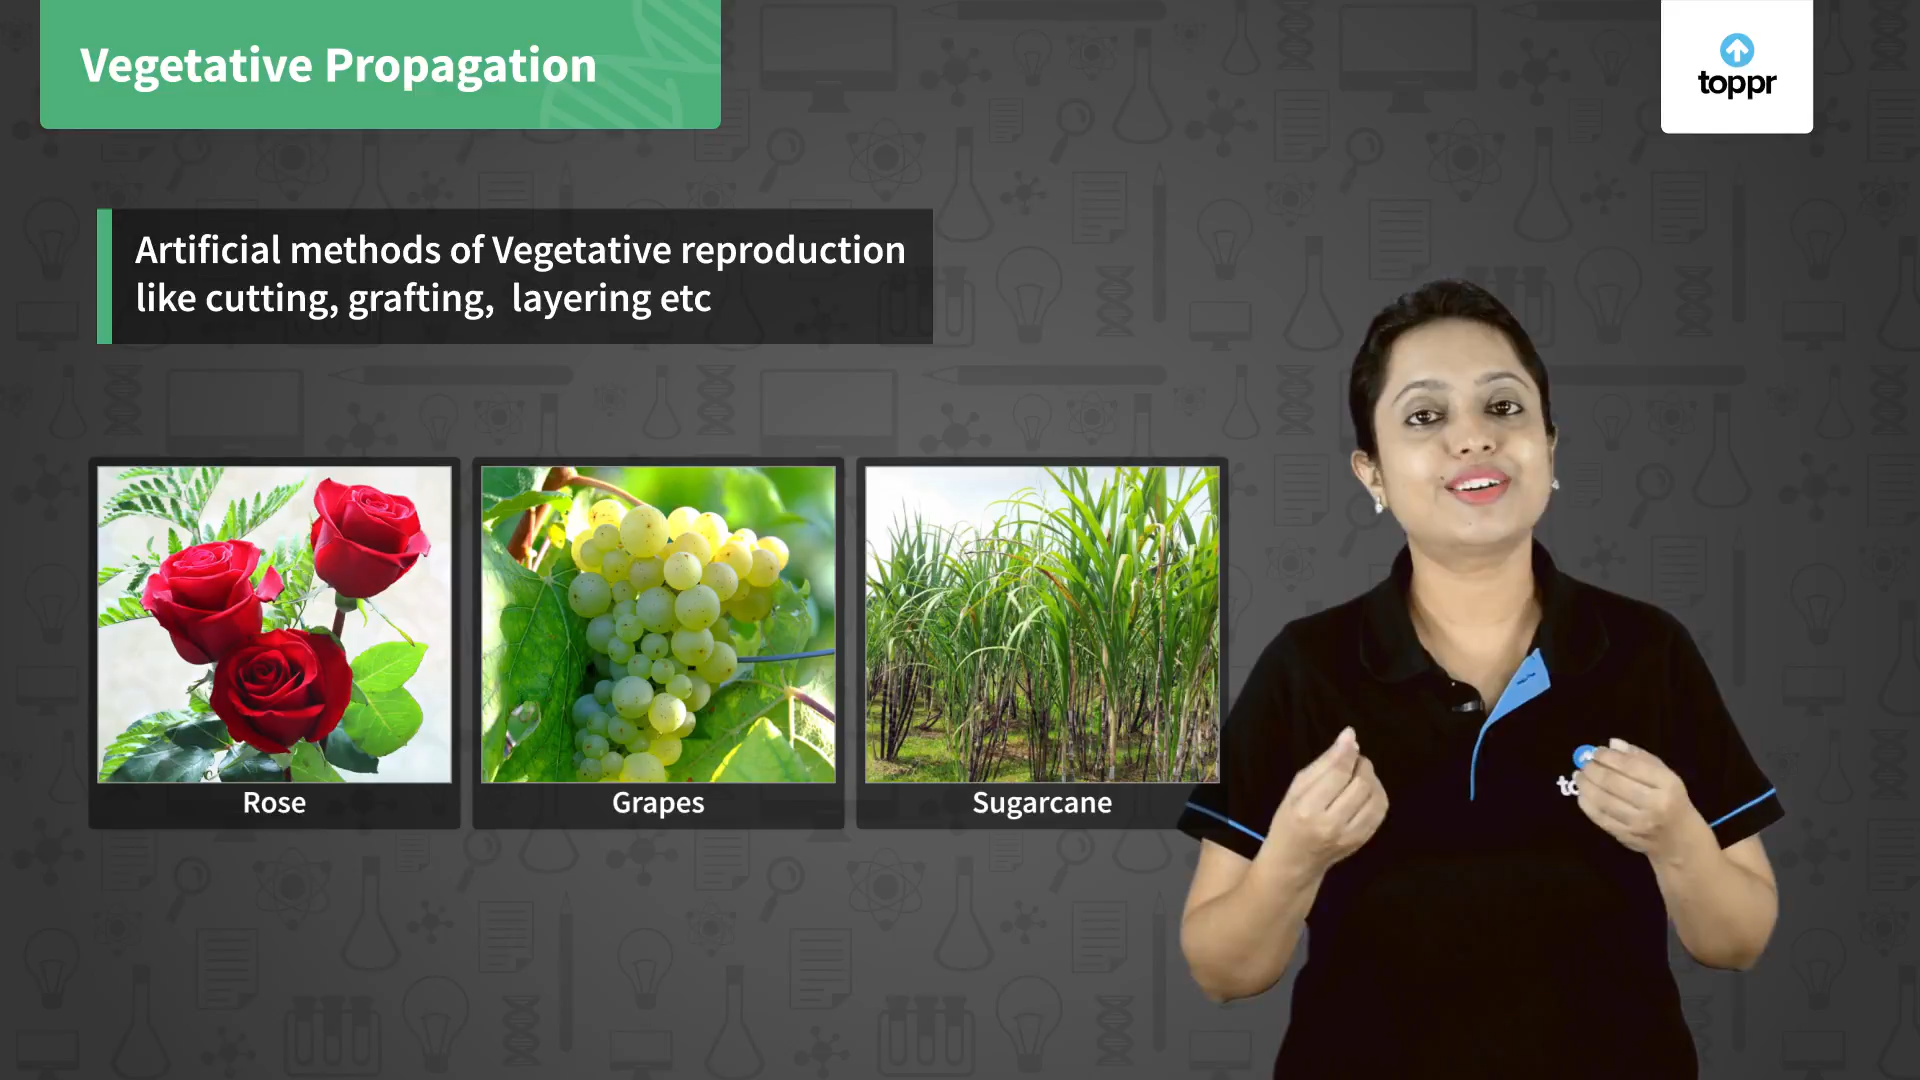 Vegetative Propagation
toppr
Artificial methods of Vegetative reproduction
like cutting, grafting, layering etc
Rose
Grapes
Sugarcane